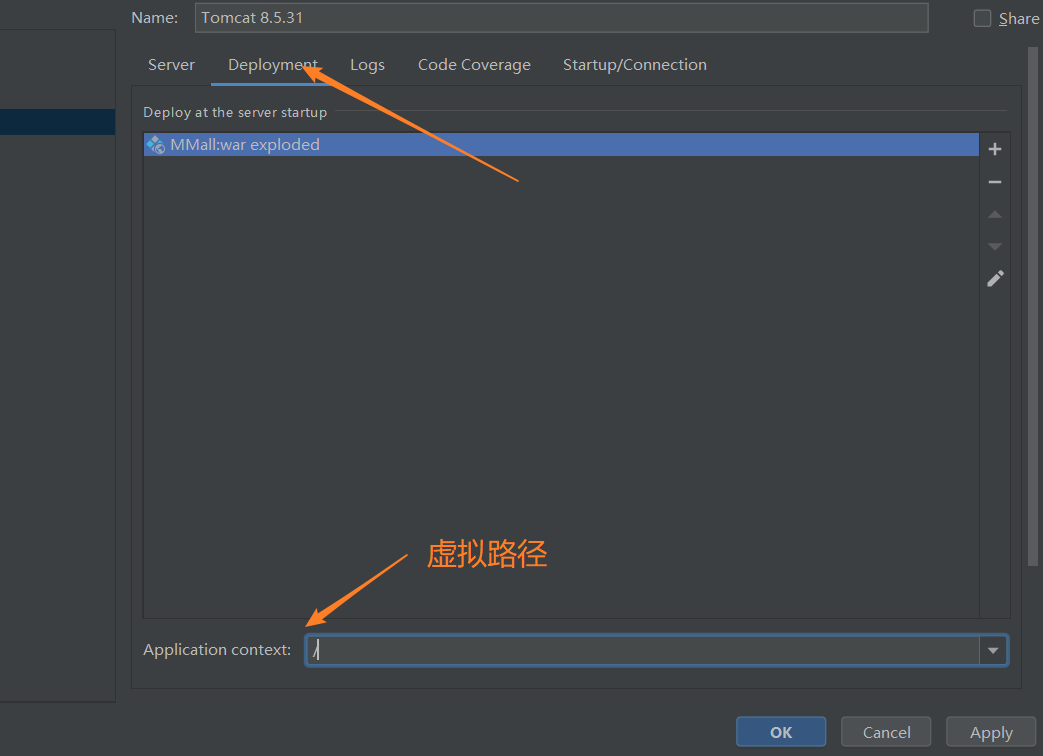 Name: Tomcat 8.5.31 Share
Server Deployment Logs Code Coverage Startup/Connection
Deploy at the server startup
MMall:war exploded
虚拟路径
Application context: /
OK Cancel Apply